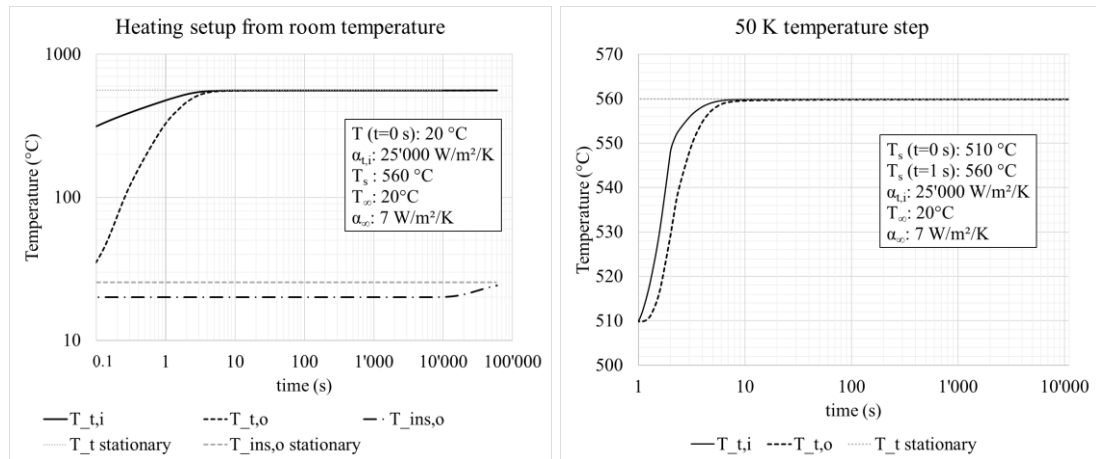 Heating setup from room temperature
1000
100
10
Temperature (°C)
T (t=0 s): 20 °C
α_t,i: 25'000 W/m²/K
T_s : 560 °C
T_∞: 20°C
α_∞: 7 W/m²/K
0.1 1 10 100 1'000 10'000 100000
time (s)
T_t,i T_t,o T_ins,o
T_t stationary T_ins,o stationary
50 K temperature step
570
560
550
540
530
520
510
500
Temperature (°C)
T_s (t=0 s): 510 °C
T_s (t=1 s): 560 °C
α_t,i: 25'000 W/m²/K
T_∞: 20°C
α_∞: 7 W/m²/K
1 10 100 1'000 10'000
time (s)
T_t,i T_t,o T_t stationary